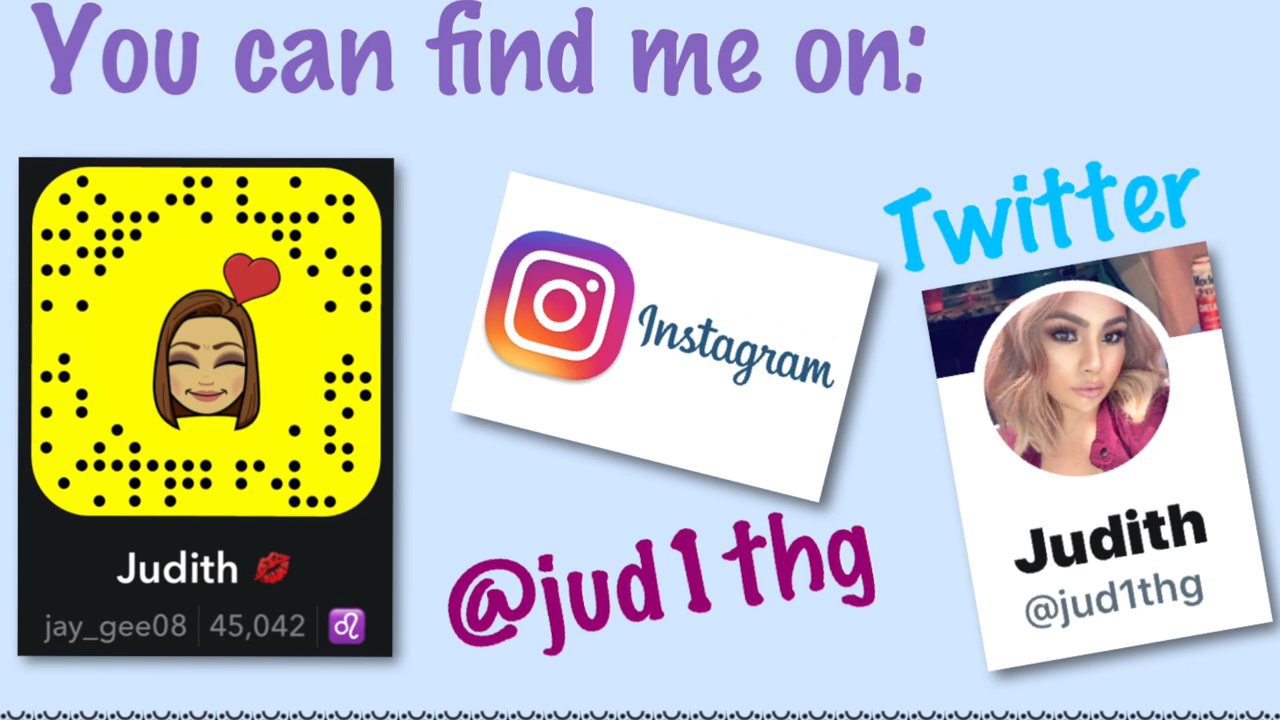 You can find me on:
Judith 💋
jay_gee08 45,042 ♌
Instagram
@jud1thg
Twitter
Judith
@jud1thg